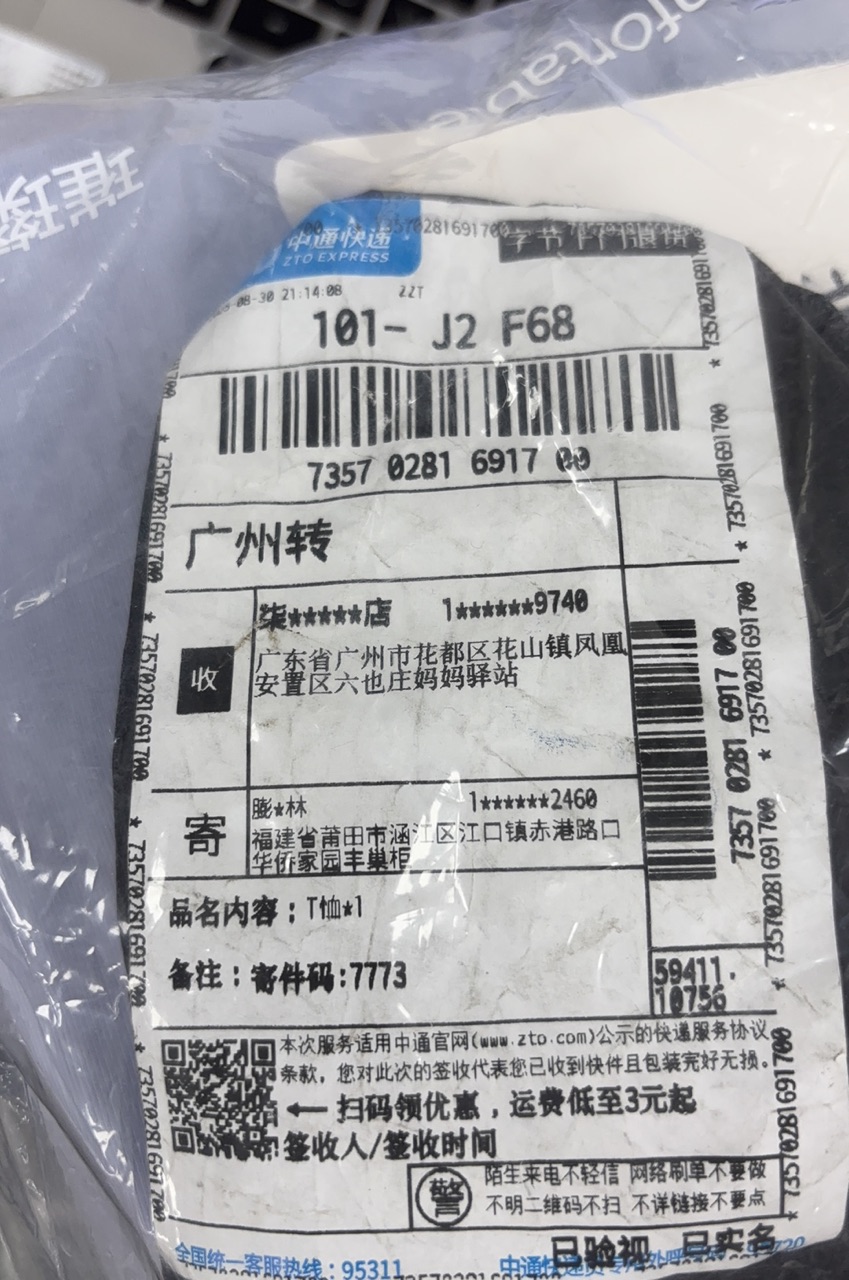 中通快递
ZTO EXPRESS
08-30 21:14:08
ZZT
101- J2 F68
7357 0281 6917 00
广州转
柒*****店 1******9740
收
广东省广州市花都区花山镇凤凰
安置区六也庄妈妈驿站
膨*林 1******2460
寄
福建省莆田市涵江区江口镇赤港路口
华侨家园丰巢柜
7357 0281 6917 00
品名内容：T恤*1
备注：寄件码:7773
59411.
10756
本次服务适用中通官网(www.zto.com)公示的快递服务协议
条款，您对此次的签收代表您已收到快件且包装完好无损。
←— 扫码领优惠，运费低至3元起
签收人/签收时间
警
陌生来电不轻信 网络刷单不要做
不明二维码不扫 不详链接不要点
已验视 已实名
全国统一客服热线：95311
73570281691700